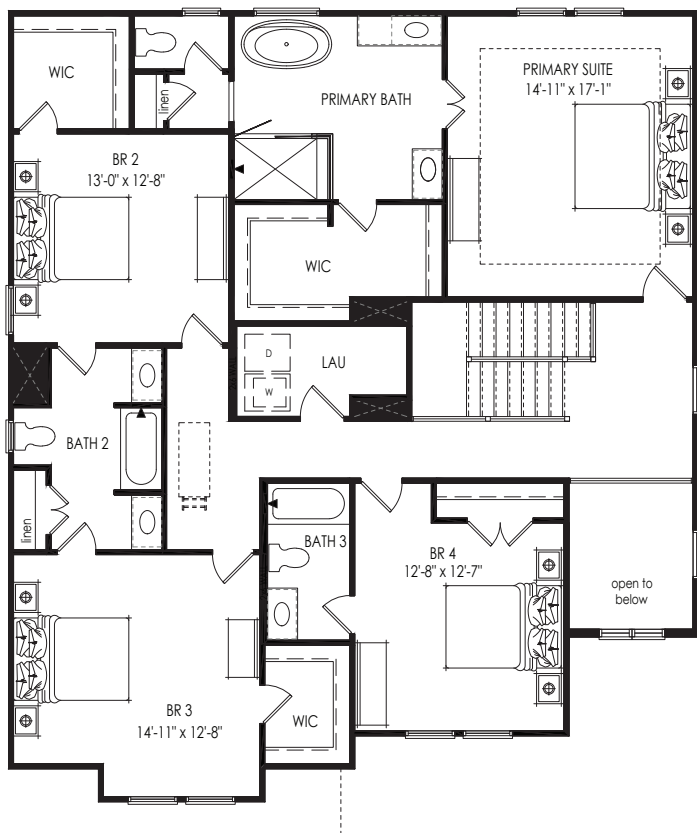 WIC
linen
PRIMARY BATH
PRIMARY SUITE
14'-11" x 17'-1"
BR 2
13'-0" x 12'-8"
WIC
D
W
LAU
BATH 2
linen
BATH 3
BR 4
12'-8" x 12'-7"
open to
below
BR 3
14'-11" x 12'-8"
WIC